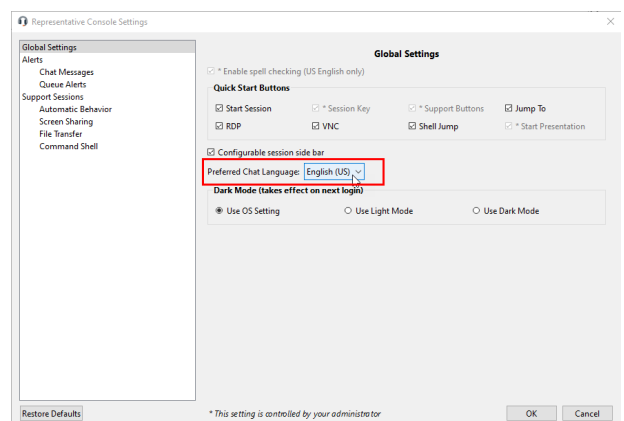 Representative Console Settings
Global Settings
Alerts
Chat Messages
Queue Alerts
Support Sessions
Automatic Behavior
Screen Sharing
File Transfer
Command Shell
Global Settings
* Enable spell checking (US English only)
Quick Start Buttons
Start Session * Session Key * Support Buttons Jump To
RDP VNC Shell Jump * Start Presentation
Configurable session side bar
Preferred Chat Language: English (US)
Dark Mode (takes effect on next login)
Use OS Setting Use Light Mode Use Dark Mode
Restore Defaults * This setting is controlled by your administrator OK Cancel